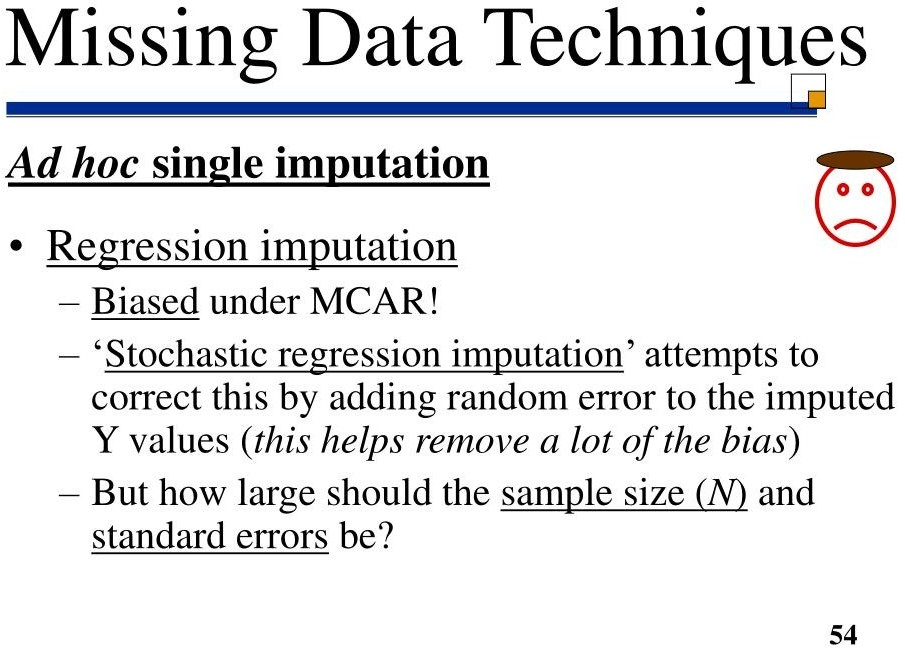 Missing Data Techniques
Ad hoc single imputation
• Regression imputation
– Biased under MCAR!
– ‘Stochastic regression imputation’ attempts to
correct this by adding random error to the imputed
Y values (this helps remove a lot of the bias)
– But how large should the sample size (N) and
standard errors be?
54